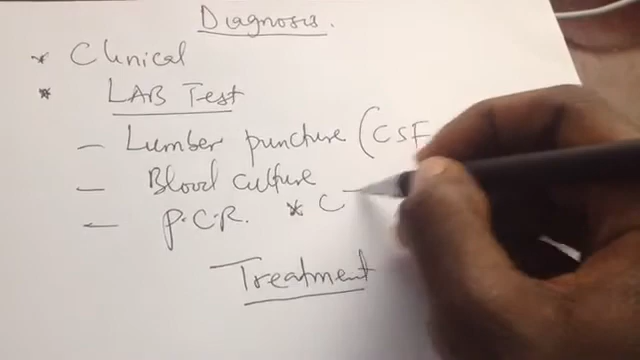 Diagnosis.
* Clinical
* LAB Test
- Lumber puncture (CSF
- Blood culture
- P.C.R. * C
Treatment